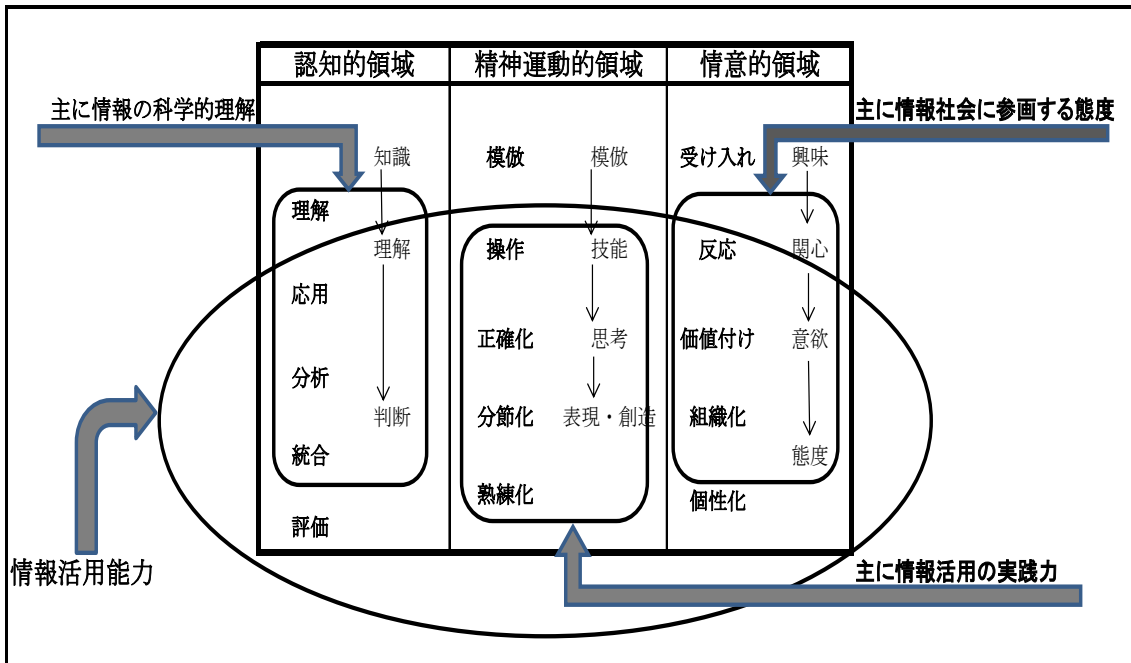 認知的領域 精神運動的領域 情意的領域
主に情報の科学的理解
主に情報社会に参画する態度
知識 模倣 模倣 受け入れ 興味
理解
理解 操作 技能 反応 関心
応用
正確化 思考 価値付け 意欲
分析
判断 分節化 表現・創造 組織化
統合 態度
熟練化 個性化
評価
情報活用能力
主に情報活用の実践力